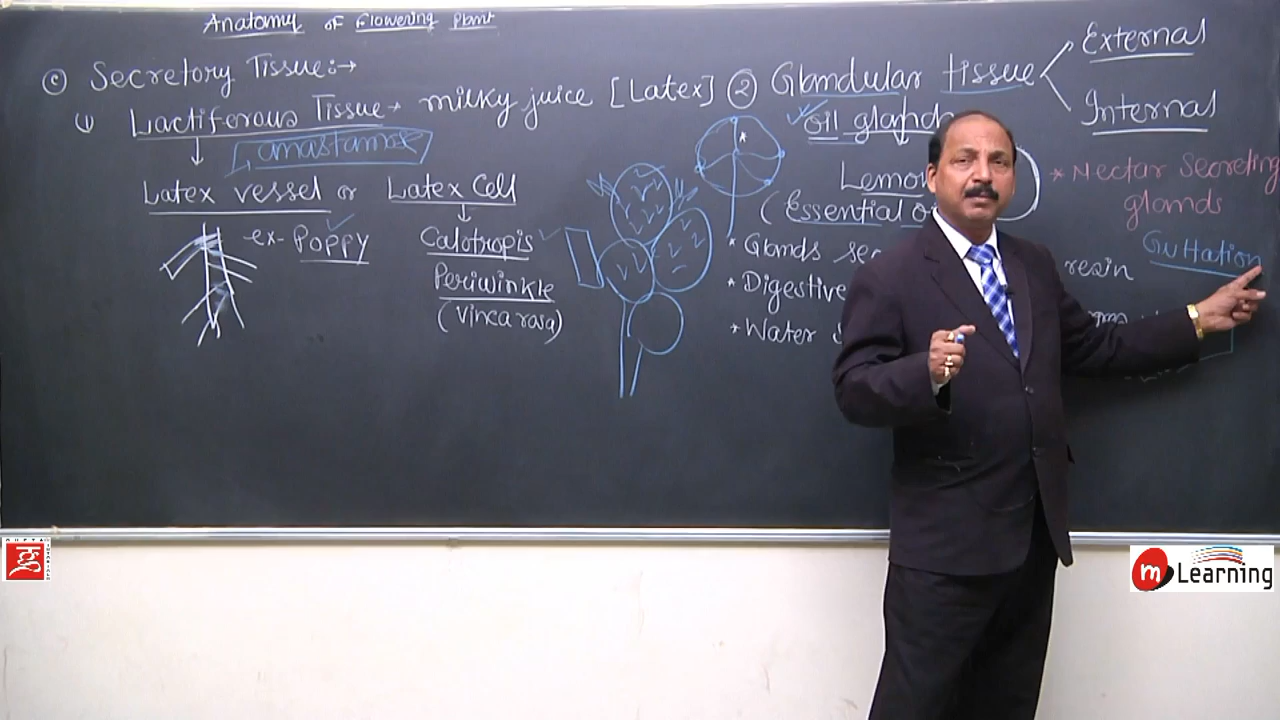 Anatomy of Flowering Plant
c Secretory Tissue:→
1) Lactiferous Tissue → milky juice [Latex]
anastamose
Latex vessel or Latex Cell
ex- Poppy
Calotropis
Periwinkle
(Vinca rosa)
2 Glandular tissue
External
Internal
Oil glands
Lemon
(Essential
* Nectar Secreting
glands
* Glands
resin
Guttation
* Digestive
* Water
m Learning